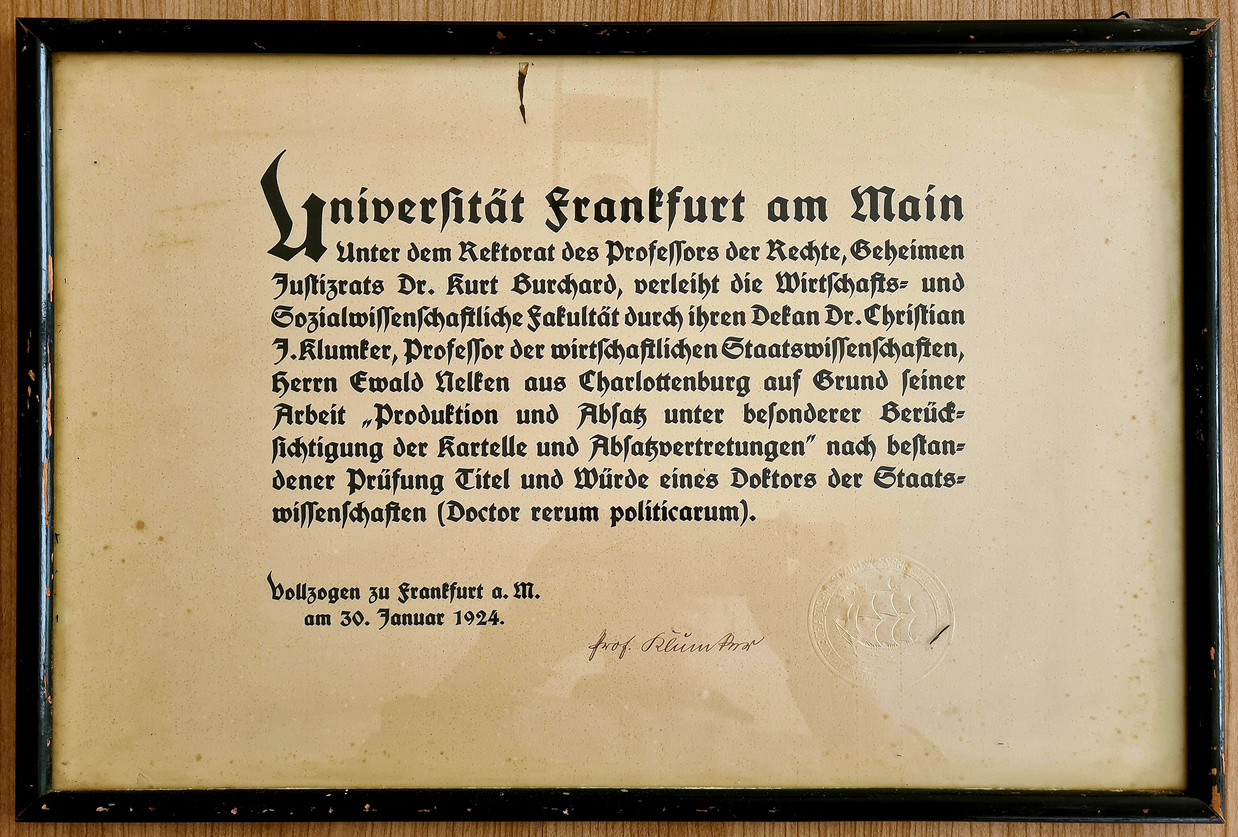 Universität Frankfurt am Main
Unter dem Rektorat des Professors der Rechte, Geheimen
Justizrats Dr. Kurt Burchard, verleiht die Wirtschafts- und
Sozialwissenschaftliche Fakultät durch ihren Dekan Dr. Christian
J. Klumker, Professor der wirtschaftlichen Staatswissenschaften,
Herrn Ewald Nelken aus Charlottenburg auf Grund seiner
Arbeit „Produktion und Absatz unter besonderer Berück-
sichtigung der Kartelle und Absatzvertretungen" nach bestan-
dener Prüfung Titel und Würde eines Doktors der Staats-
wissenschaften (Doctor rerum politicarum).
Vollzogen zu Frankfurt a. M.
am 30. Januar 1924.
Prof. Klumker